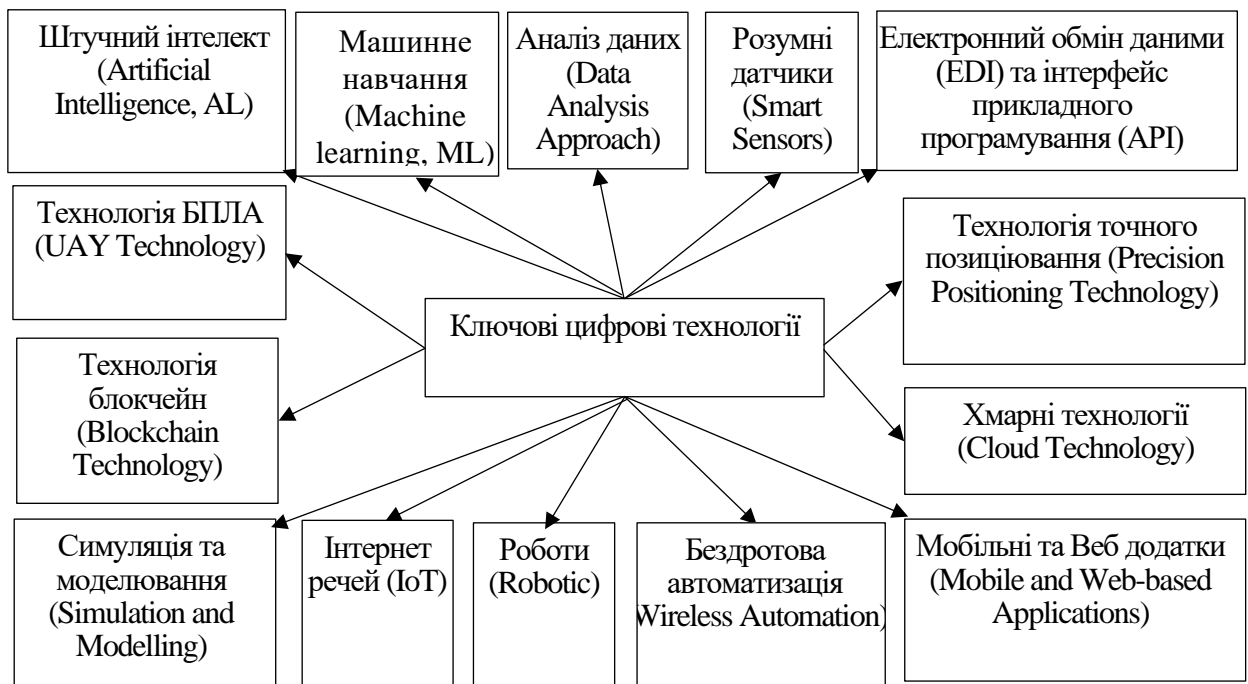 Штучний інтелект
(Artificial
Intelligence, AL)
Машинне
навчання
(Machine
learning, ML)
Аналіз даних
(Data
Analysis
Approach)
Розумні
датчики
(Smart
Sensors)
Електронний обмін даними
(EDI) та інтерфейс
прикладного
програмування (API)
Технологія БПЛА
(UAY Technology)
Технологія точного
позиціювання (Precision
Positioning Technology)
Ключові цифрові технології
Технологія
блокчейн
(Blockchain
Technology)
Хмарні технології
(Cloud Technology)
Симуляція та
моделювання
(Simulation and
Modelling)
Інтернет
речей (IoT)
Роботи
(Robotic)
Бездротова
автоматизація
Wireless Automation)
Мобільні та Веб додатки
(Mobile and Web-based
Applications)